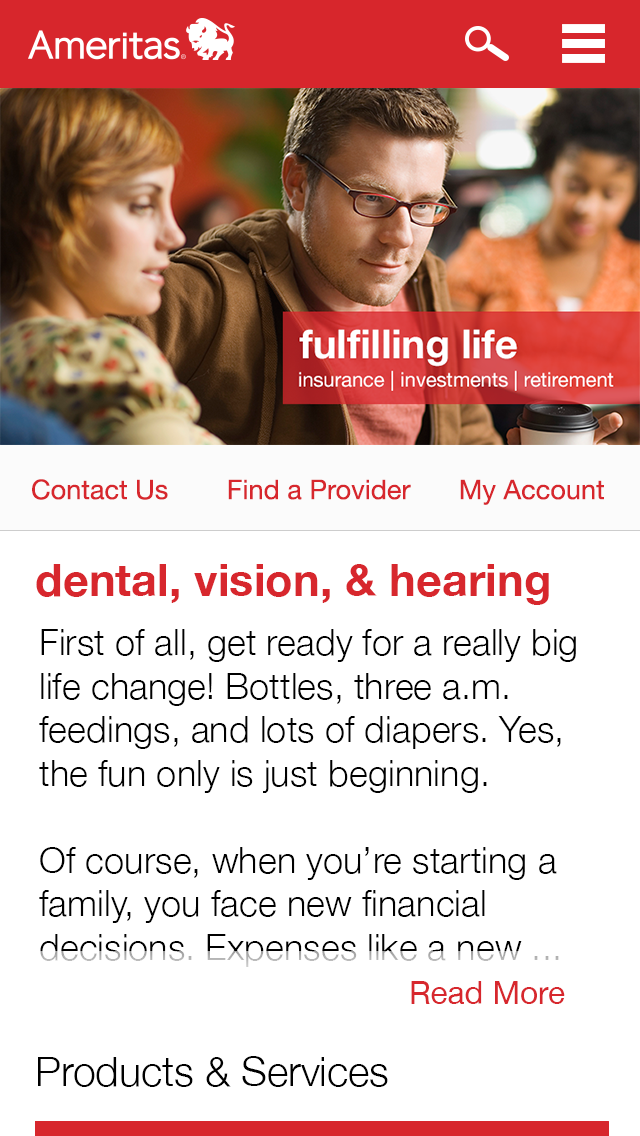 Ameritas
fulfilling life
insurance | investments | retirement
Contact Us
Find a Provider
My Account
dental, vision, & hearing
First of all, get ready for a really big
life change! Bottles, three a.m.
feedings, and lots of diapers. Yes,
the fun only is just beginning.
Of course, when you’re starting a
family, you face new financial
decisions. Expenses like a new ...
Read More
Products & Services